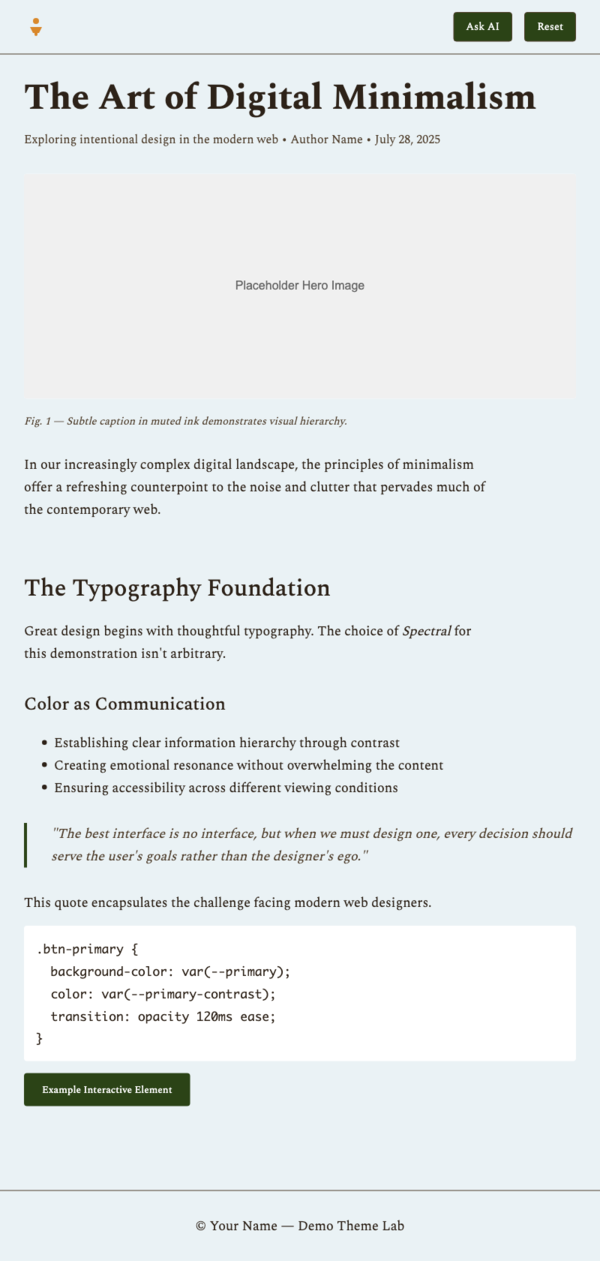 Ask AI Reset
The Art of Digital Minimalism
Exploring intentional design in the modern web • Author Name • July 28, 2025
Placeholder Hero Image
Fig. 1 — Subtle caption in muted ink demonstrates visual hierarchy.
In our increasingly complex digital landscape, the principles of minimalism
offer a refreshing counterpoint to the noise and clutter that pervades much of
the contemporary web.
The Typography Foundation
Great design begins with thoughtful typography. The choice of Spectral for
this demonstration isn't arbitrary.
Color as Communication
• Establishing clear information hierarchy through contrast
• Creating emotional resonance without overwhelming the content
• Ensuring accessibility across different viewing conditions
"The best interface is no interface, but when we must design one, every decision should
serve the user's goals rather than the designer's ego."
This quote encapsulates the challenge facing modern web designers.
.btn-primary {
  background-color: var(--primary);
  color: var(--primary-contrast);
  transition: opacity 120ms ease;
}
Example Interactive Element
© Your Name — Demo Theme Lab